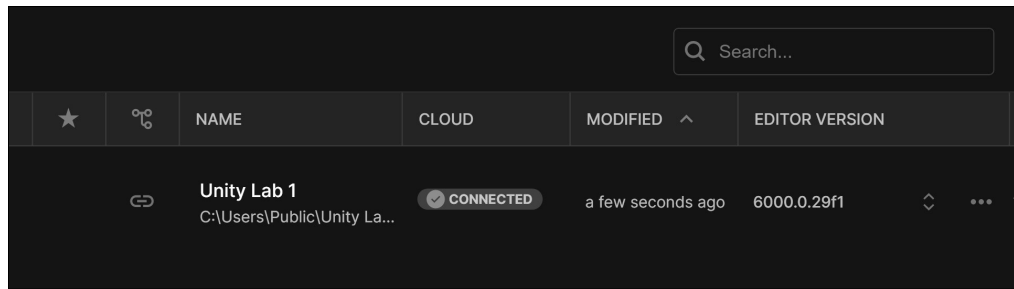 Search...
NAME CLOUD MODIFIED EDITOR VERSION
Unity Lab 1
C:\Users\Public\Unity La...
CONNECTED
a few seconds ago
6000.0.29f1